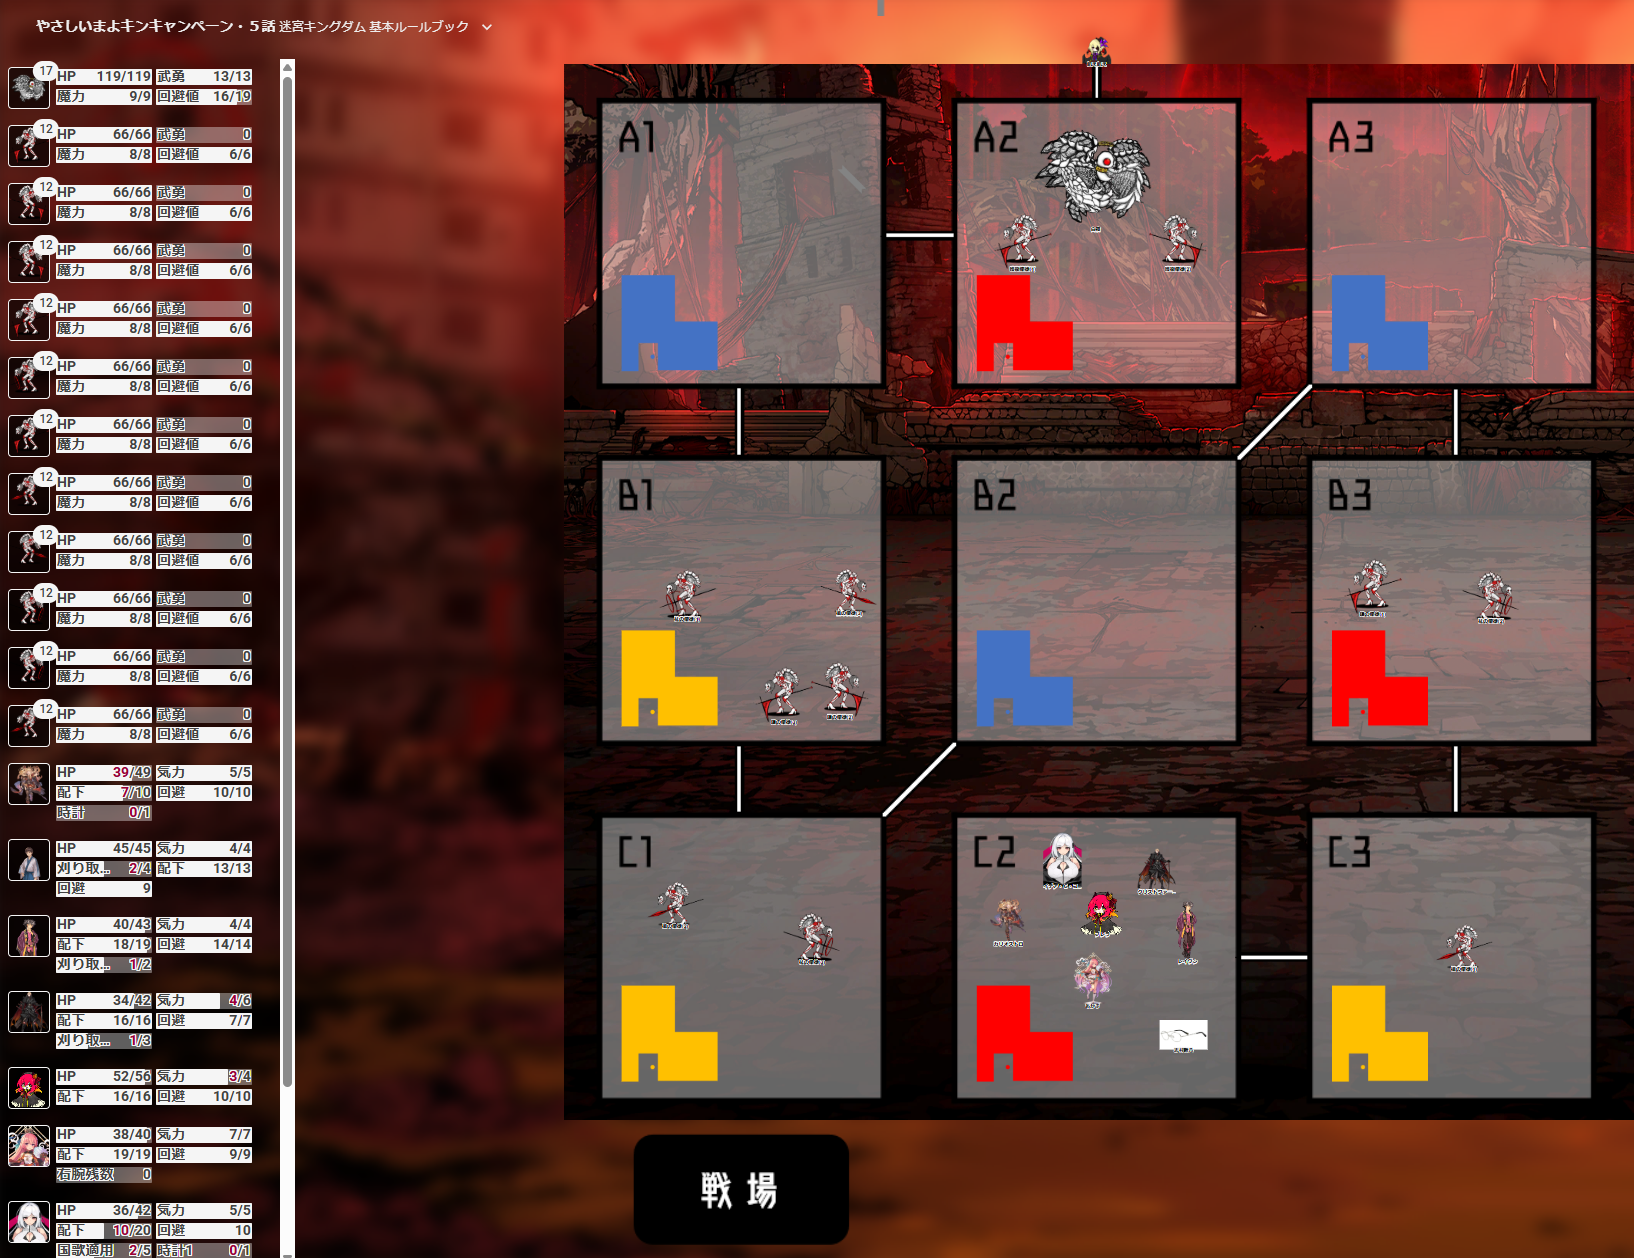 やさしいまよキンキャンペーン・５話 迷宮キングダム 基本ルールブック
17
HP 119/119 武勇 13/13
魔力 9/9 回避値 16/19
12
HP 66/66 武勇 0
魔力 8/8 回避値 6/6
12
HP 66/66 武勇 0
魔力 8/8 回避値 6/6
12
HP 66/66 武勇 0
魔力 8/8 回避値 6/6
12
HP 66/66 武勇 0
魔力 8/8 回避値 6/6
12
HP 66/66 武勇 0
魔力 8/8 回避値 6/6
12
HP 66/66 武勇 0
魔力 8/8 回避値 6/6
12
HP 66/66 武勇 0
魔力 8/8 回避値 6/6
12
HP 66/66 武勇 0
魔力 8/8 回避値 6/6
12
HP 66/66 武勇 0
魔力 8/8 回避値 6/6
12
HP 66/66 武勇 0
魔力 8/8 回避値 6/6
12
HP 66/66 武勇 0
魔力 8/8 回避値 6/6
HP 39/49 気力 5/5
配下 7/10 回避 10/10
時計 0/1
HP 45/45 気力 4/4
刈り取... 2/4 配下 13/13
回避 9
HP 40/43 気力 4/4
配下 18/19 回避 14/14
刈り取... 1/2
HP 34/42 気力 4/6
配下 16/16 回避 7/7
刈り取... 1/3
HP 52/56 気力 3/4
配下 16/16 回避 10/10
HP 38/40 気力 7/7
配下 19/19 回避 9/9
右腕残数 0
HP 36/42 気力 5/5
配下 10/20 回避 10
国歌適用 2/5 時計1 0/1
A1
A2
A3
B1
B2
B3
C1
C2
C3
カリオストロ
レイヴン
戦場